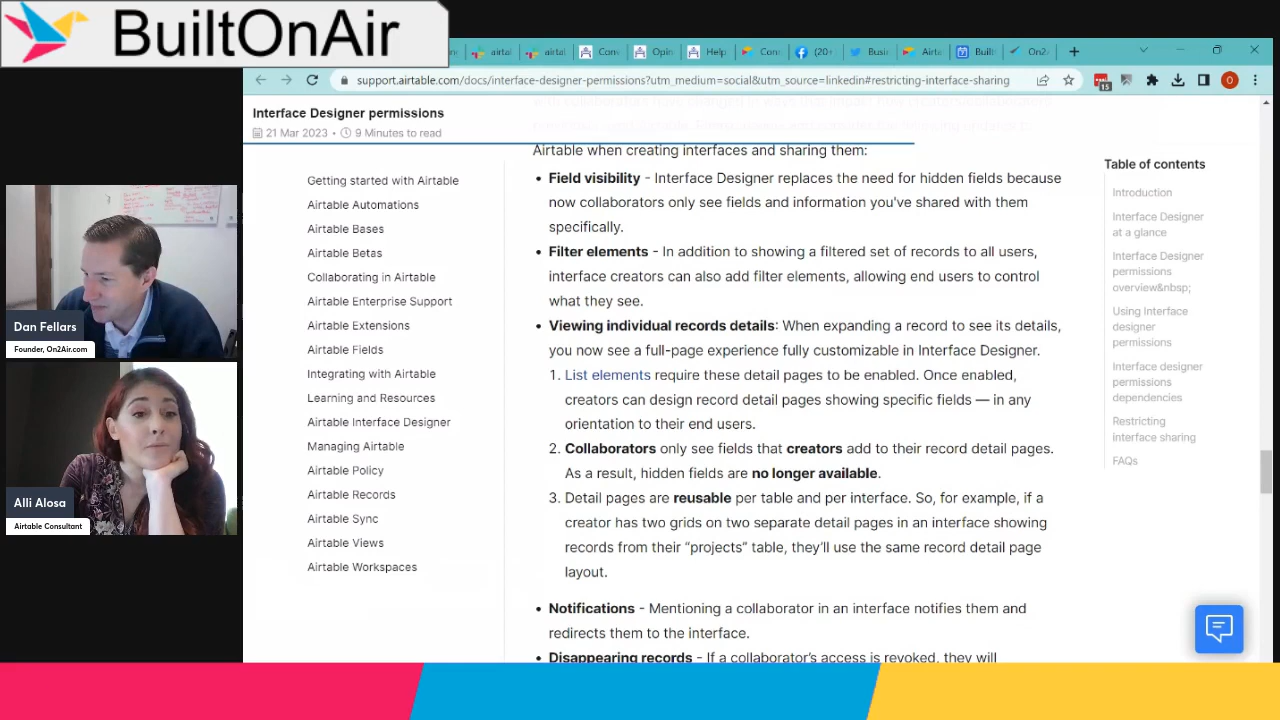 BuiltOnAir
airtal
airtal
Conv
Opin
Help
Con
(20+
Busi
Airta
Built
On2
support.airtable.com/docs/interface-designer-permissions?utm_medium=social&utm_source=linkedin#restricting-interface-sharing
15
O
Interface Designer permissions
21 Mar 2023 • 9 Minutes to read
Getting started with Airtable
Airtable Automations
Airtable Bases
Airtable Betas
Collaborating in Airtable
Airtable Enterprise Support
Airtable Extensions
Airtable Fields
Integrating with Airtable
Learning and Resources
Airtable Interface Designer
Managing Airtable
Airtable Policy
Airtable Records
Airtable Sync
Airtable Views
Airtable Workspaces
Airtable when creating interfaces and sharing them:
• Field visibility - Interface Designer replaces the need for hidden fields because
now collaborators only see fields and information you've shared with them
specifically.
• Filter elements - In addition to showing a filtered set of records to all users,
interface creators can also add filter elements, allowing end users to control
what they see.
• Viewing individual records details: When expanding a record to see its details,
you now see a full-page experience fully customizable in Interface Designer.
1. List elements require these detail pages to be enabled. Once enabled,
creators can design record detail pages showing specific fields — in any
orientation to their end users.
2. Collaborators only see fields that creators add to their record detail pages.
As a result, hidden fields are no longer available.
3. Detail pages are reusable per table and per interface. So, for example, if a
creator has two grids on two separate detail pages in an interface showing
records from their “projects” table, they’ll use the same record detail page
layout.
• Notifications - Mentioning a collaborator in an interface notifies them and
redirects them to the interface.
• Disappearing records - If a collaborator’s access is revoked, they will
Table of contents
Introduction
Interface Designer
at a glance
Interface Designer
permissions
overview&nbsp;
Using Interface
designer
permissions
Interface designer
permissions
dependencies
Restricting
interface sharing
FAQs
Dan Fellars
Founder, On2Air.com
Alli Alosa
Airtable Consultant